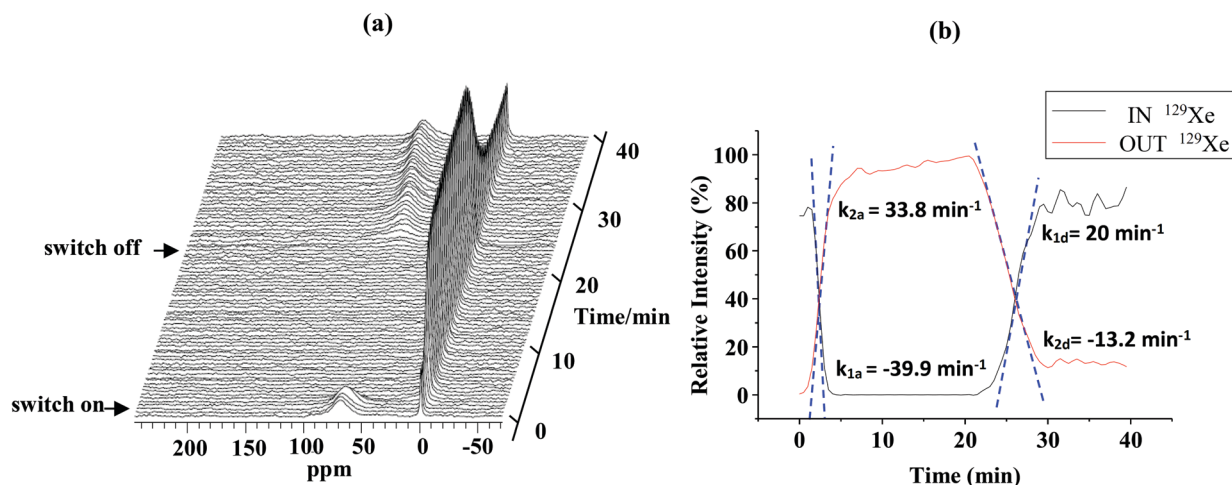 (a)
switch off
switch on
40
30
20
Time/min
10
0
200
150
100
50
0
-50
ppm
(b)
IN ¹²⁹Xe
OUT ¹²⁹Xe
Relative Intensity (%)
100
80
60
40
20
0
k₂ₐ = 33.8 min⁻¹
k₁d = 20 min⁻¹
k₂d = -13.2 min⁻¹
k₁ₐ = -39.9 min⁻¹
0
10
20
30
40
Time (min)